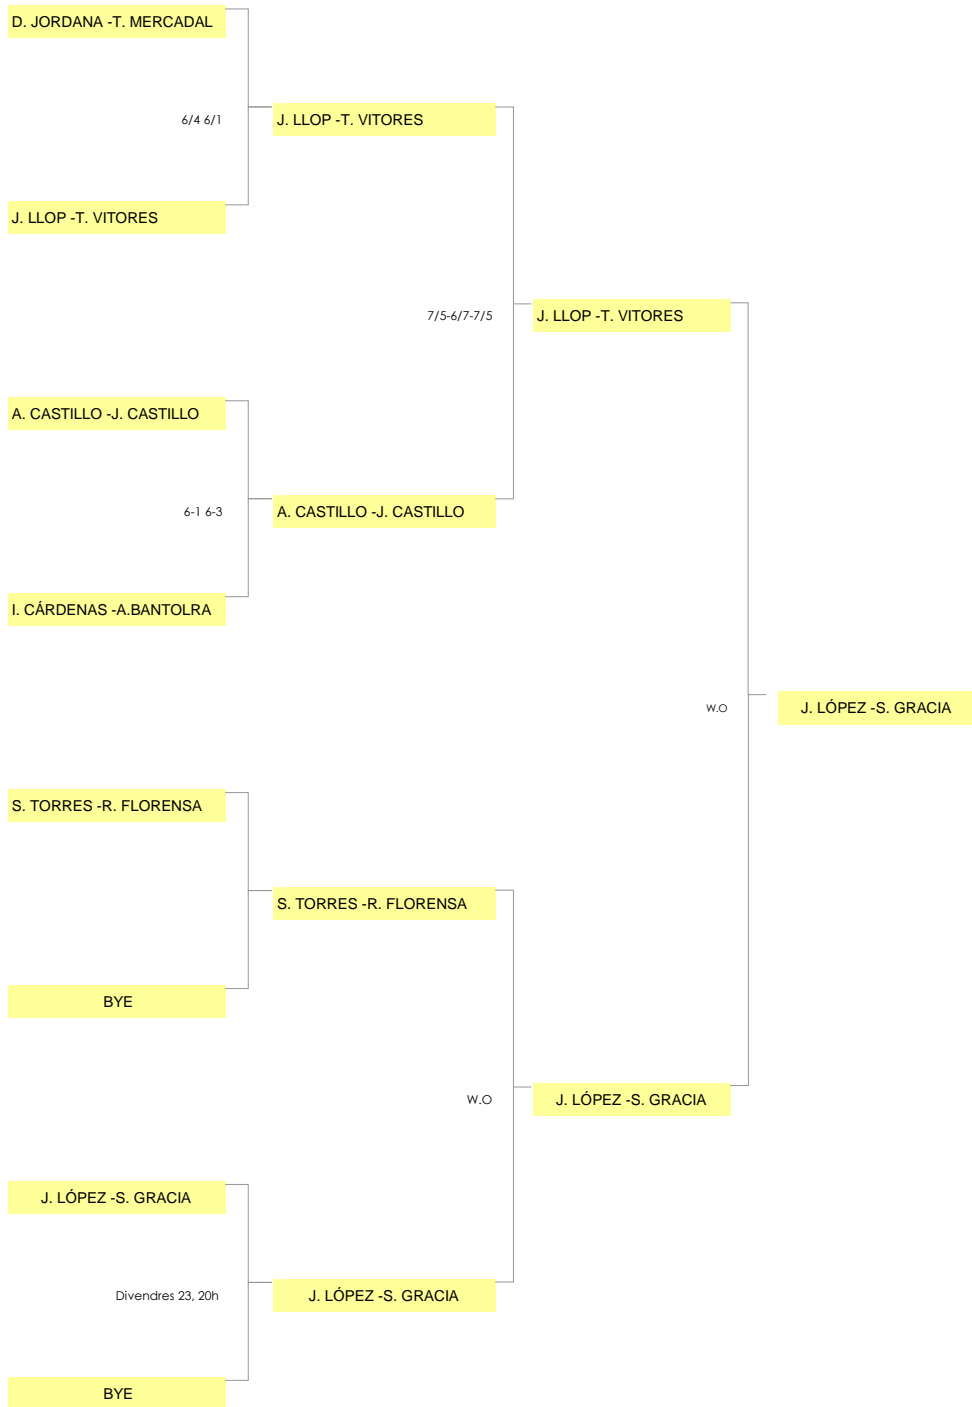 D. JORDANA -T. MERCADAL
6/4 6/1
J. LLOP -T. VITORES
J. LLOP -T. VITORES
7/5-6/7-7/5
J. LLOP -T. VITORES
A. CASTILLO -J. CASTILLO
6-1 6-3
A. CASTILLO -J. CASTILLO
I. CÁRDENAS -A.BANTOLRA
W.O
J. LÓPEZ -S. GRACIA
S. TORRES -R. FLORENSA
S. TORRES -R. FLORENSA
BYE
W.O
J. LÓPEZ -S. GRACIA
J. LÓPEZ -S. GRACIA
Divendres 23, 20h
J. LÓPEZ -S. GRACIA
BYE